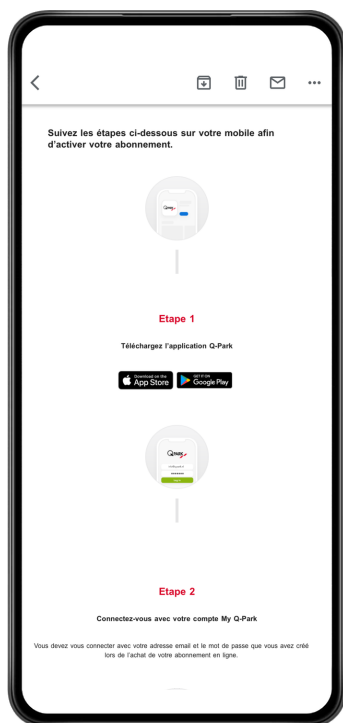 Suivez les étapes ci-dessous sur votre mobile afin
d'activer votre abonnement.
Etape 1
Téléchargez l'application Q-Park
Download on the
App Store
GET IT ON
Google Play
Q PARK
Etape 2
Connectez-vous avec votre compte My Q-Park
Vous devez vous connecter avec votre adresse email et le mot de passe que vous avez créé
lors de l'achat de votre abonnement en ligne.